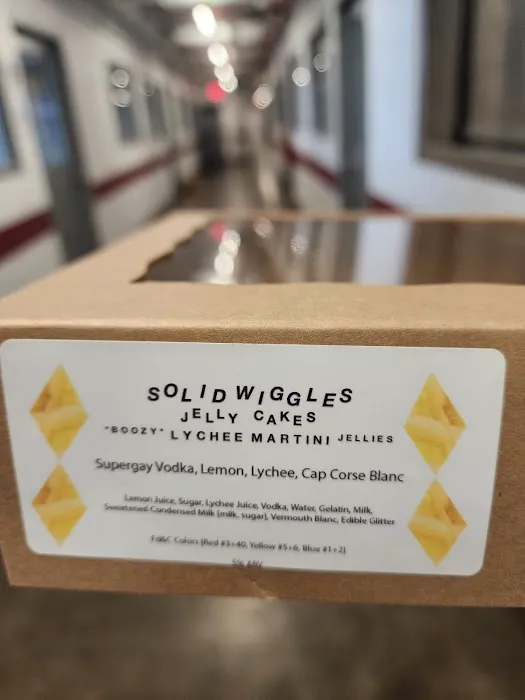 SOLID WIGGLES
JELLY CAKES
"BOOZY" LYCHEE MARTINI JELLIES
Supergay Vodka, Lemon, Lychee, Cap Corse Blanc
Lemon Juice, Sugar, Lychee Juice, Vodka, Water, Gelatin, Milk,
Sweetened Condensed Milk (milk, sugar), Vermouth Blanc, Edible Glitter
Fd&C Colors (Red #3+40, Yellow #5+6, Blue #1+2)
5% ABV